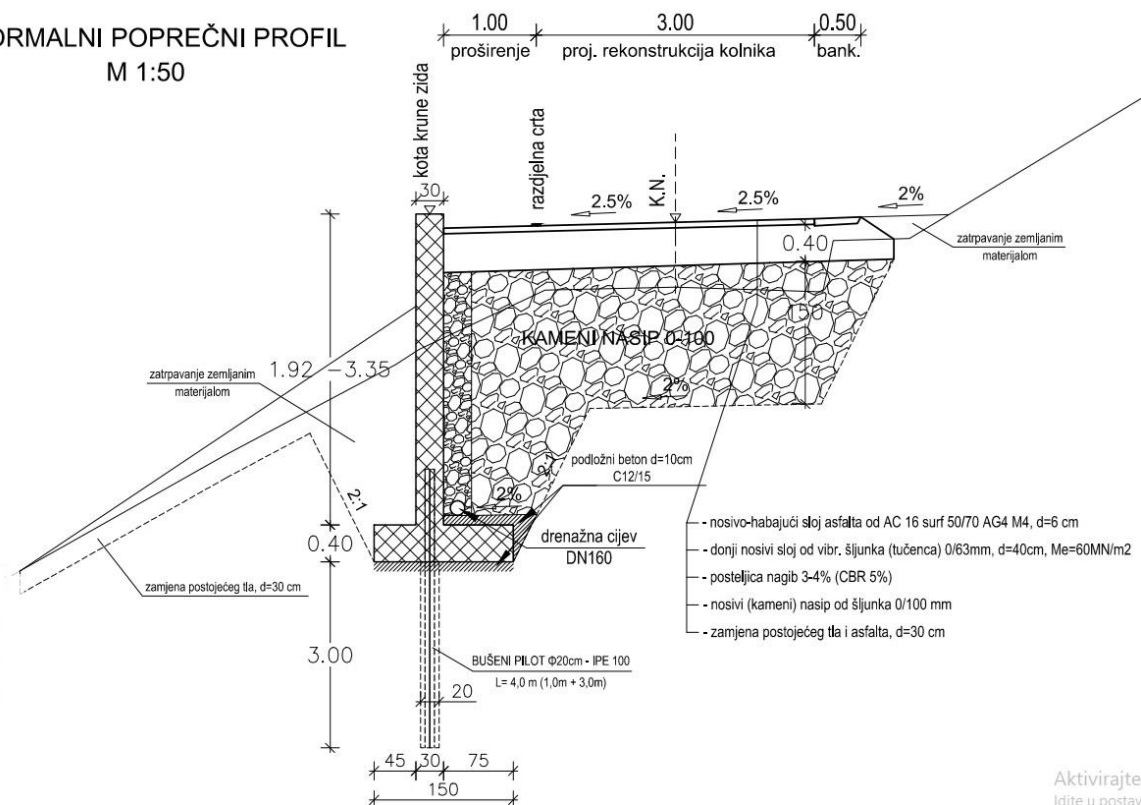 ORMALNI POPREČNI PROFIL
M 1:50
1.00
3.00
0.50
proširenje
proj. rekonstrukcija kolnika
bank.
kota krune zida
razdjelna crta
K.N.
30
2.5%
2.5%
2%
0.40
zatrpavanje zemljanim
materijalom
150
KAMENI NASIP 0-100
1.92 -3.35
zatrpavanje zemljanim
materijalom
2%
2:1
podložni beton d=10cm
C12/15
2:1
2%
drenažna cijev
DN160
0.40
zamjena postojećeg tla, d=30 cm
- nosivo-habajući sloj asfalta od AC 16 surf 50/70 AG4 M4, d=6 cm
- donji nosivi sloj od vibr. šljunka (tučenca) 0/63mm, d=40cm, Me=60MN/m2
- posteljica nagib 3-4% (CBR 5%)
- nosivi (kameni) nasip od šljunka 0/100 mm
- zamjena postojećeg tla i asfalta, d=30 cm
3.00
BUŠENI PILOT Φ20cm - IPE 100
L= 4,0 m (1,0m + 3,0m)
20
45
30
75
150
Aktivirajte
Idite u postav